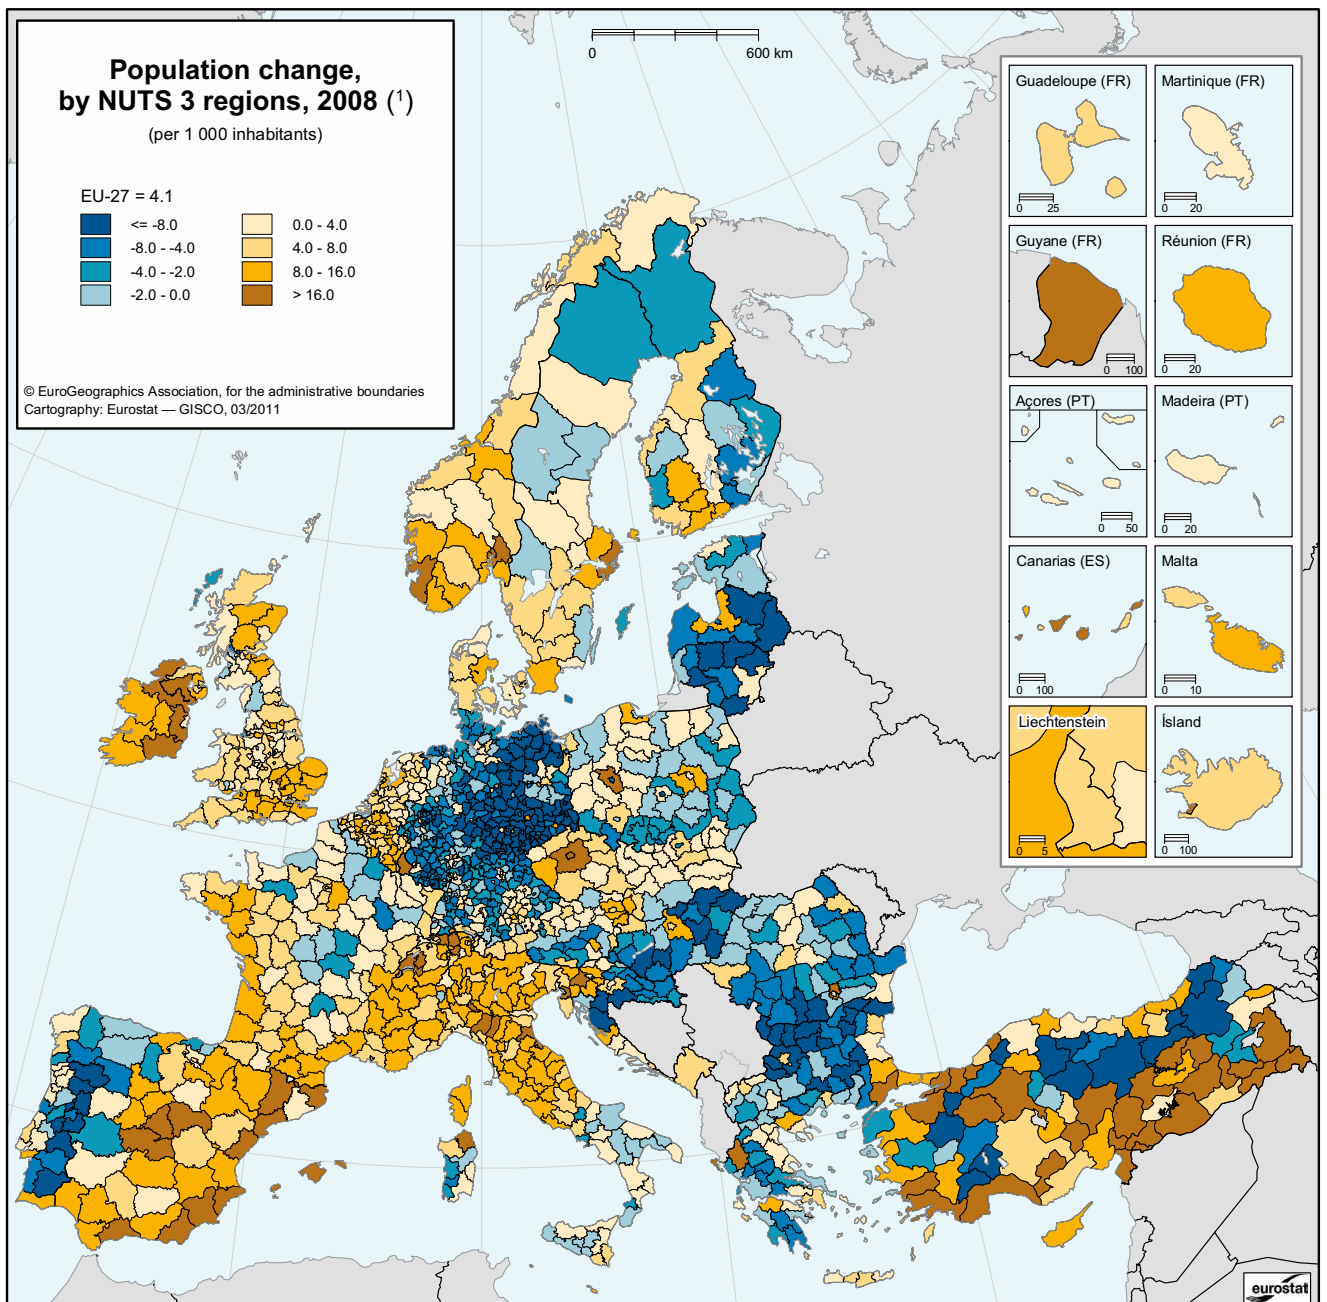 Population change,
by NUTS 3 regions, 2008 (¹)
(per 1 000 inhabitants)
EU-27 = 4.1
<= -8.0
-8.0 - -4.0
-4.0 - -2.0
-2.0 - 0.0
0.0 - 4.0
4.0 - 8.0
8.0 - 16.0
> 16.0
© EuroGeographics Association, for the administrative boundaries
Cartography: Eurostat — GISCO, 03/2011
0 600 km
Guadeloupe (FR)
0 25
Martinique (FR)
0 20
Guyane (FR)
0 100
Réunion (FR)
0 20
Açores (PT)
0 50
Madeira (PT)
0 20
Canarias (ES)
0 100
Malta
0 10
Liechtenstein
0 5
Ísland
0 100
eurostat